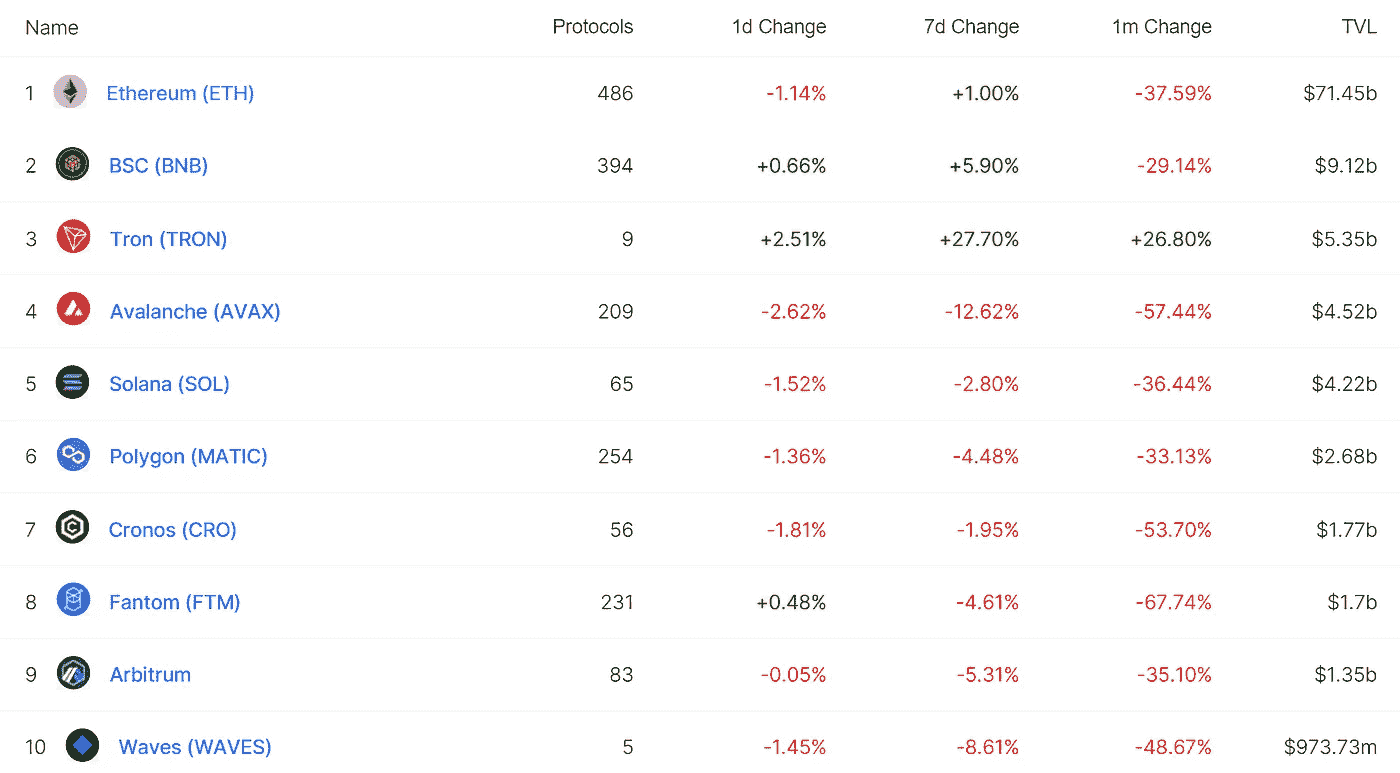 Name Protocols 1d Change 7d Change 1m Change TVL
1 Ethereum (ETH) 486 -1.14% +1.00% -37.59% $71.45b
2 BSC (BNB) 394 +0.66% +5.90% -29.14% $9.12b
3 Tron (TRON) 9 +2.51% +27.70% +26.80% $5.35b
4 Avalanche (AVAX) 209 -2.62% -12.62% -57.44% $4.52b
5 Solana (SOL) 65 -1.52% -2.80% -36.44% $4.22b
6 Polygon (MATIC) 254 -1.36% -4.48% -33.13% $2.68b
7 Cronos (CRO) 56 -1.81% -1.95% -53.70% $1.77b
8 Fantom (FTM) 231 +0.48% -4.61% -67.74% $1.7b
9 Arbitrum 83 -0.05% -5.31% -35.10% $1.35b
10 Waves (WAVES) 5 -1.45% -8.61% -48.67% $973.73m